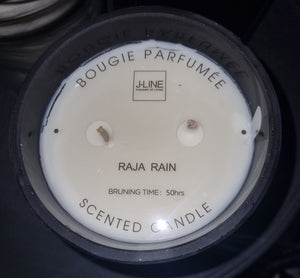 BOUGIE PARFUMÉE
J-LINE
RAJA RAIN
BRUNING TIME: 50hrs
SCENTED CANDLE